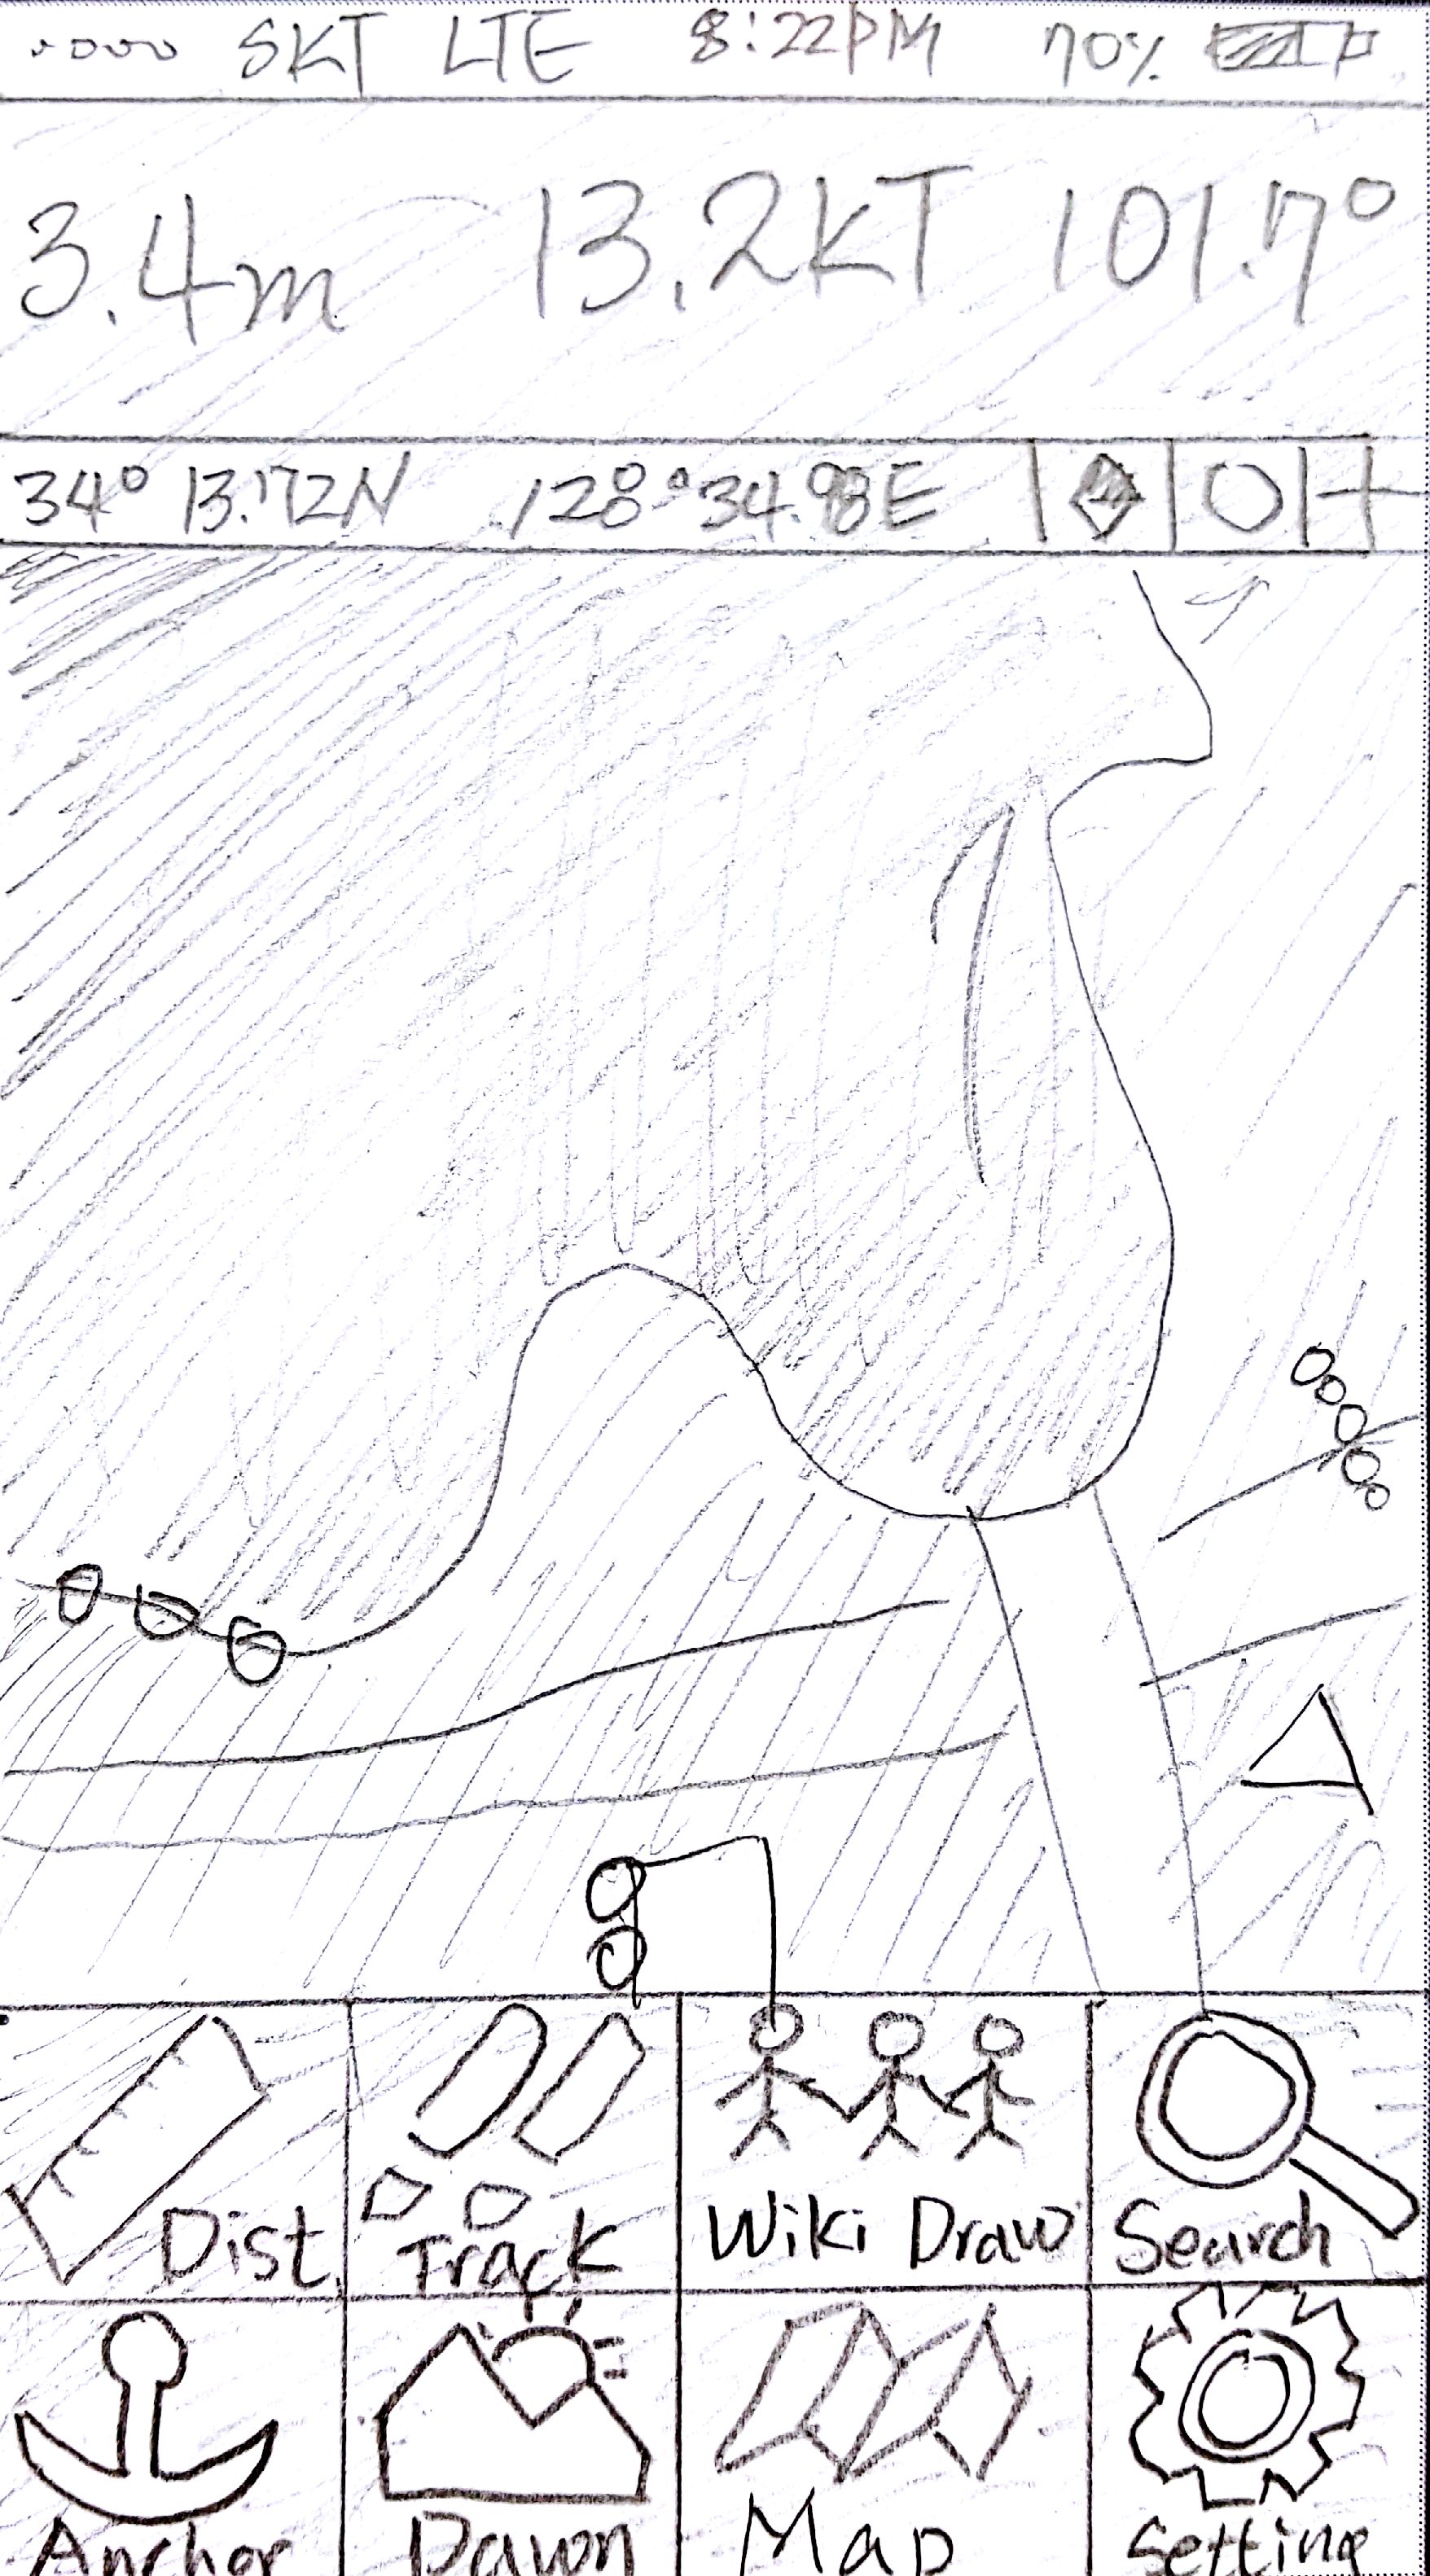 SKT LTE 8:22PM 70%
3.4m 13.2KT 101.7°
34° 13.72N 128° 34.98E
Dist. Track Wiki Draw Search
Anchor Dawn Map Setting